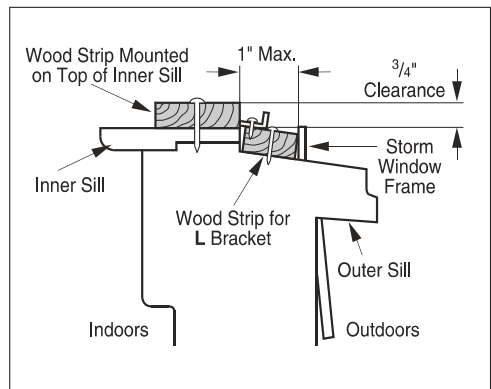 Wood Strip Mounted
on Top of Inner Sill
1" Max.
3/4"
Clearance
Inner Sill
Storm
Window
Frame
Wood Strip for
L Bracket
Outer Sill
Indoors
Outdoors